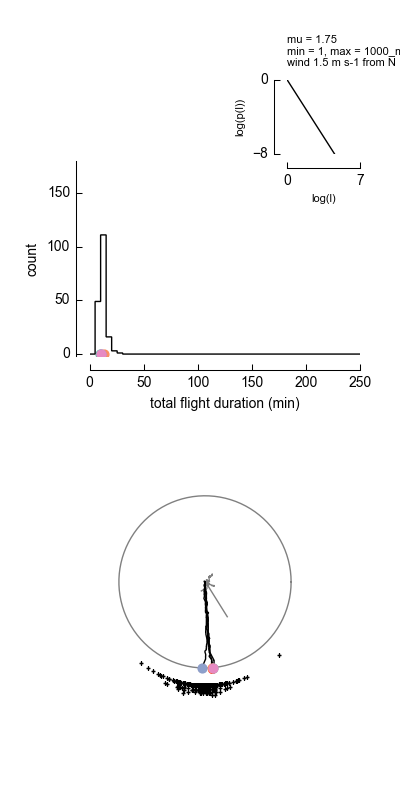 mu = 1.75
min = 1, max = 1000_m
wind 1.5 m s-1 from N
0
log(p(l))
−8
0 7
log(l)
150
100
50
0
count
0 50 100 150 200 250
total flight duration (min)